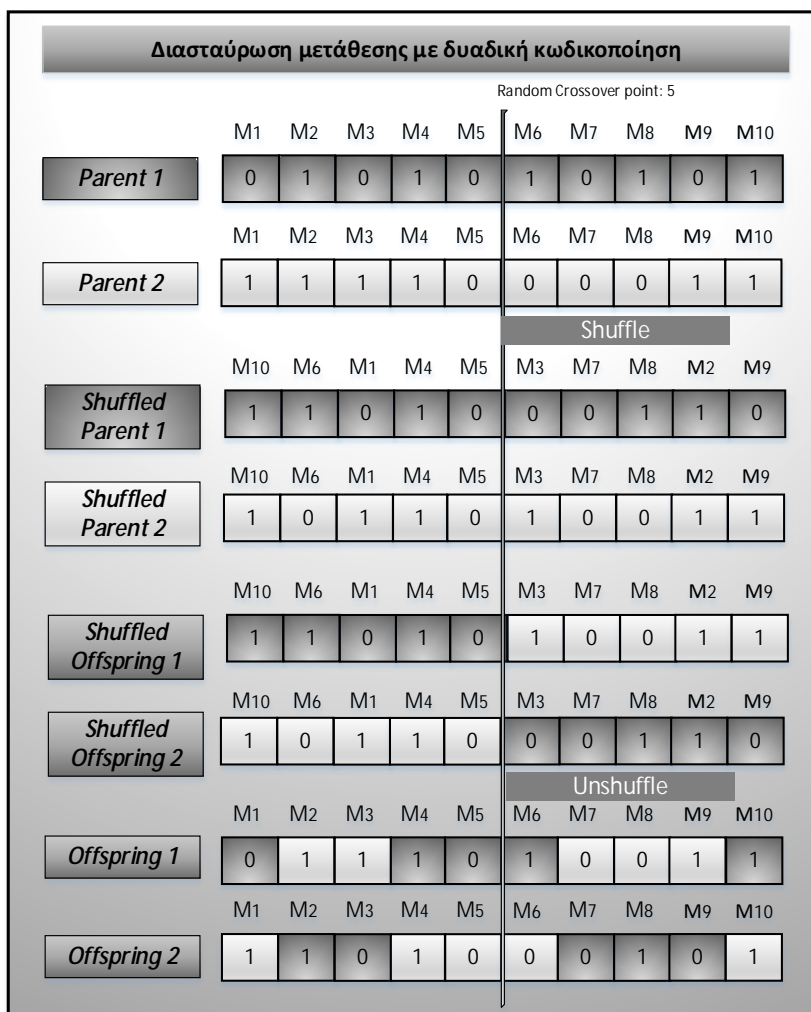 Διασταύρωση μετάθεσης με δυαδική κωδικοποίηση
Random Crossover point: 5
M1 M2 M3 M4 M5 M6 M7 M8 M9 M10
Parent 1 0 1 0 1 0 1 0 1 0 1
M1 M2 M3 M4 M5 M6 M7 M8 M9 M10
Parent 2 1 1 1 1 0 0 0 0 1 1
Shuffle
M10 M6 M1 M4 M5 M3 M7 M8 M2 M9
Shuffled
Parent 1
1 1 0 1 0 0 0 1 1 0
M10 M6 M1 M4 M5 M3 M7 M8 M2 M9
Shuffled
Parent 2
1 0 1 1 0 1 0 0 1 1
M10 M6 M1 M4 M5 M3 M7 M8 M2 M9
Shuffled
Offspring 1
1 1 0 1 0 1 0 0 1 1
M10 M6 M1 M4 M5 M3 M7 M8 M2 M9
Shuffled
Offspring 2
1 0 1 1 0 0 0 1 1 0
Unshuffle
M1 M2 M3 M4 M5 M6 M7 M8 M9 M10
Offspring 1 0 1 1 1 0 1 0 0 1 1
M1 M2 M3 M4 M5 M6 M7 M8 M9 M10
Offspring 2 1 1 0 1 0 0 0 1 0 1